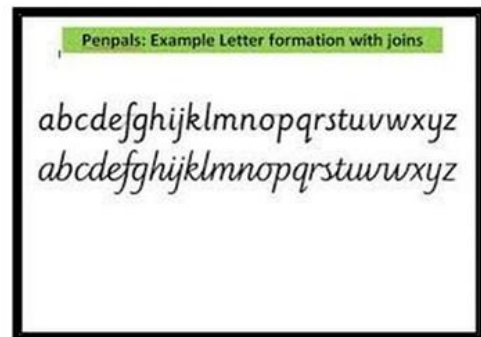 Penpals: Example Letter formation with joins
abcdefghijklmnopqrstuvwxyz
abcdefghijklmnopqrstuvwxyz